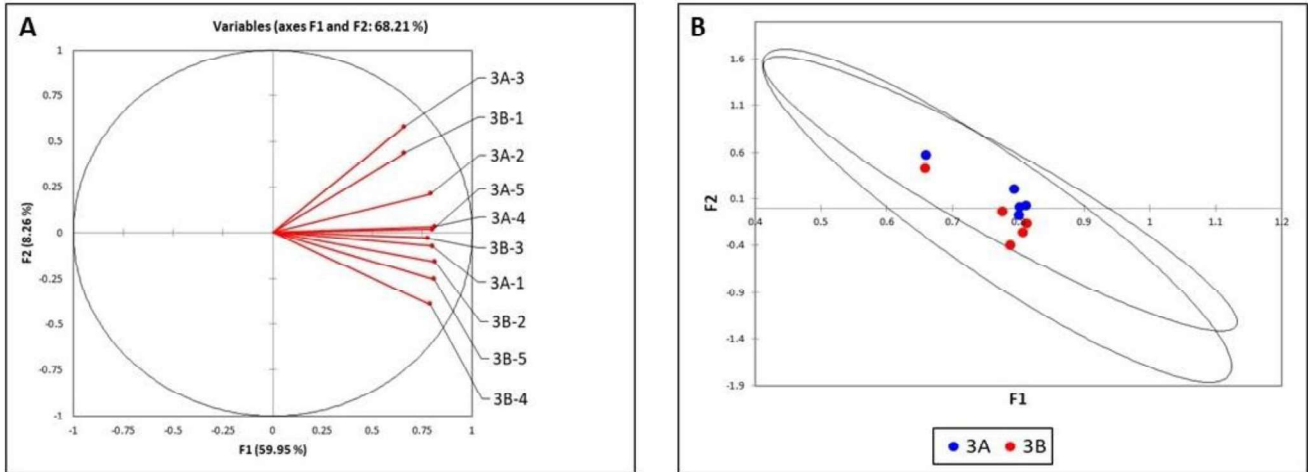 A
Variables (axes F1 and F2: 68.21 %)
1
0.75
0.5
0.25
0
-0.25
-0.5
-0.75
-1
F2 (8.26 %)
-1 -0.75 -0.5 -0.25 0 0.25 0.5 0.75 1
F1 (59.95 %)
3A-3
3B-1
3A-2
3A-5
3A-4
3B-3
3A-1
3B-2
3B-5
3B-4
B
1.6
1.1
0.6
0.1
-0.4
-0.9
-1.4
-1.9
F2
0.4 0.5 0.6 0.7 0.8 0.9 1 1.1 1.2
F1
3A 3B